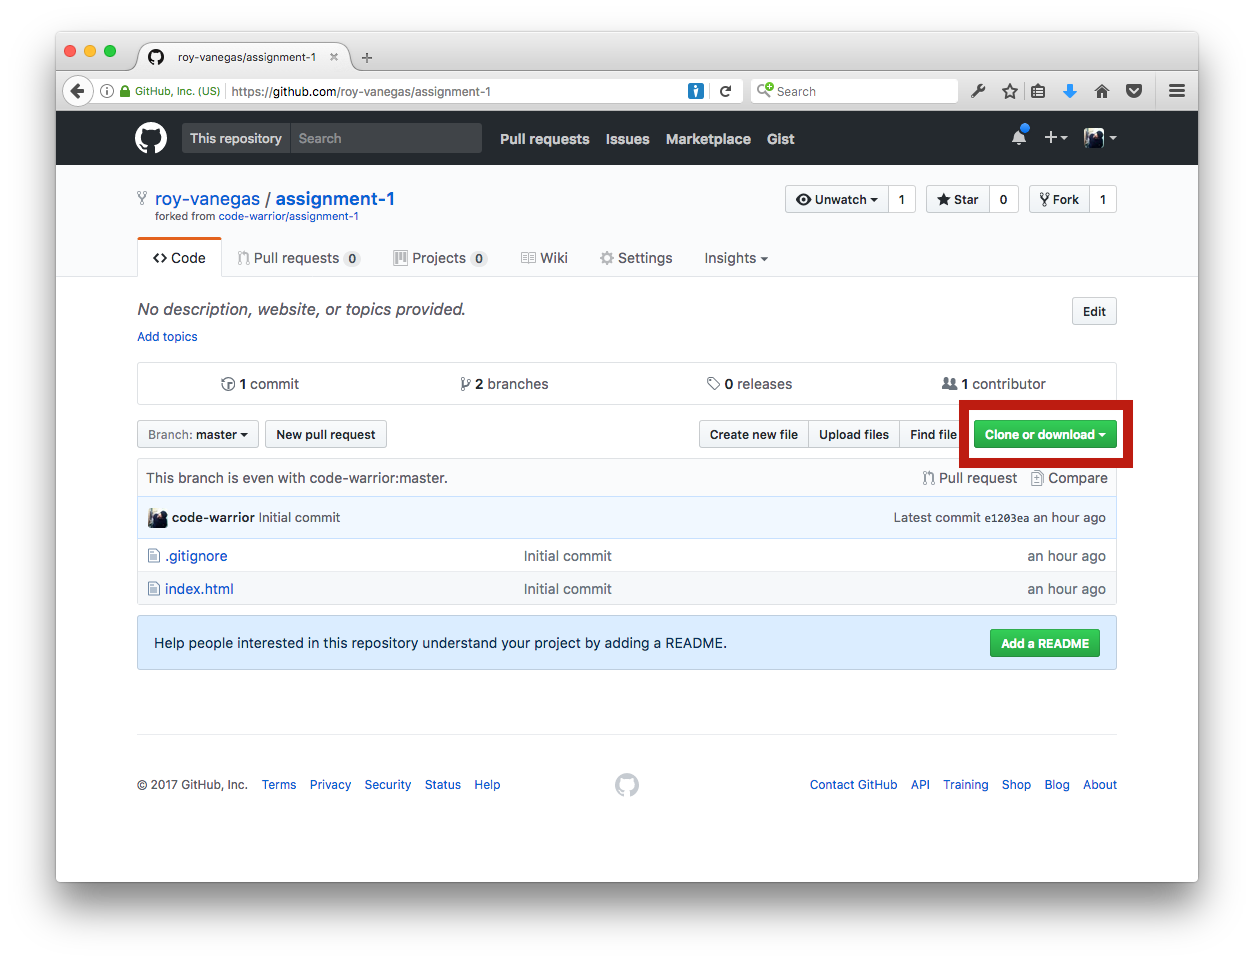 roy-vanegas/assignment-1
GitHub, Inc. (US) https://github.com/roy-vanegas/assignment-1 Search
This repository Search Pull requests Issues Marketplace Gist
roy-vanegas / assignment-1 Unwatch 1 Star 0 Fork 1
forked from code-warrior/assignment-1
Code Pull requests 0 Projects 0 Wiki Settings Insights
No description, website, or topics provided. Edit
Add topics
1 commit 2 branches 0 releases 1 contributor
Branch: master New pull request Create new file Upload files Find file Clone or download
This branch is even with code-warrior:master. Pull request Compare
code-warrior Initial commit Latest commit e1203ea an hour ago
.gitignore Initial commit an hour ago
index.html Initial commit an hour ago
Help people interested in this repository understand your project by adding a README. Add a README
© 2017 GitHub, Inc. Terms Privacy Security Status Help Contact GitHub API Training Shop Blog About